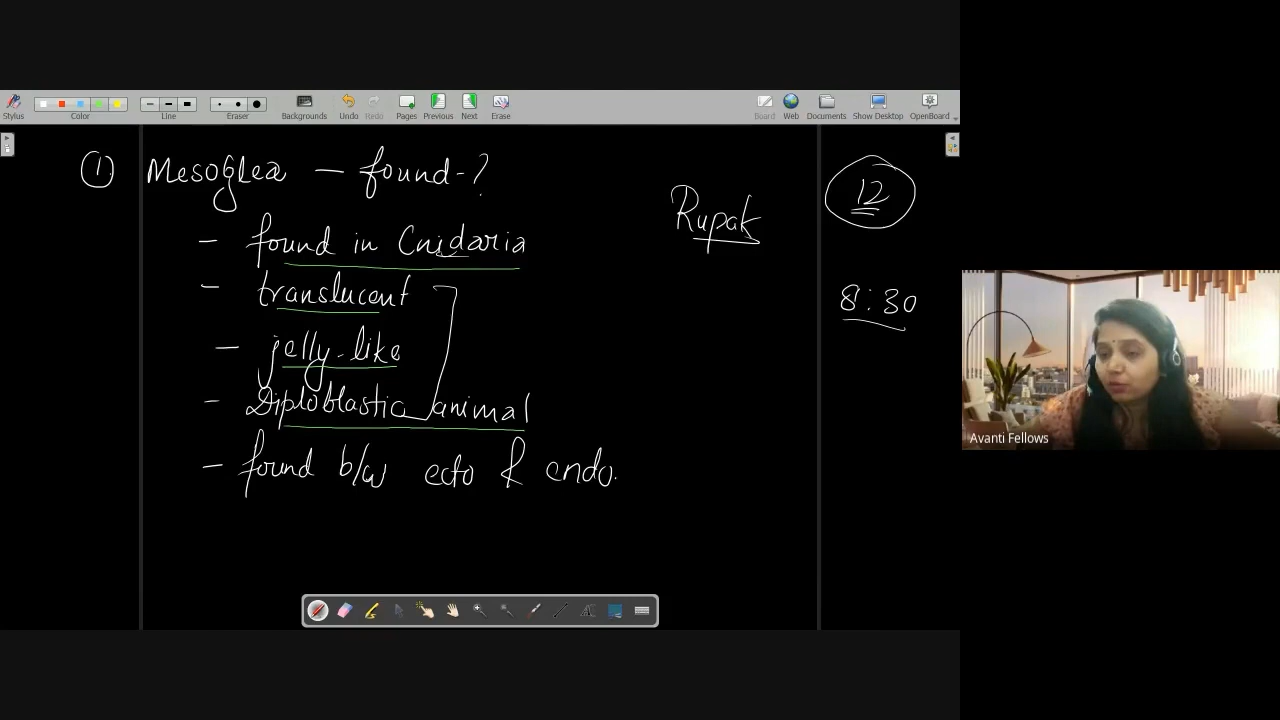 Stylus Color Line Eraser Backgrounds Undo Redo Pages Previous Next Erase Board Web Documents Show Desktop OpenBoard
① Mesoglea — found-?
Rupak
12
- found in Cnidaria
- translucent
8:30
- jelly-like
- Diploblastic animal
- found b/w ecto & endo.
Avanti Fellows